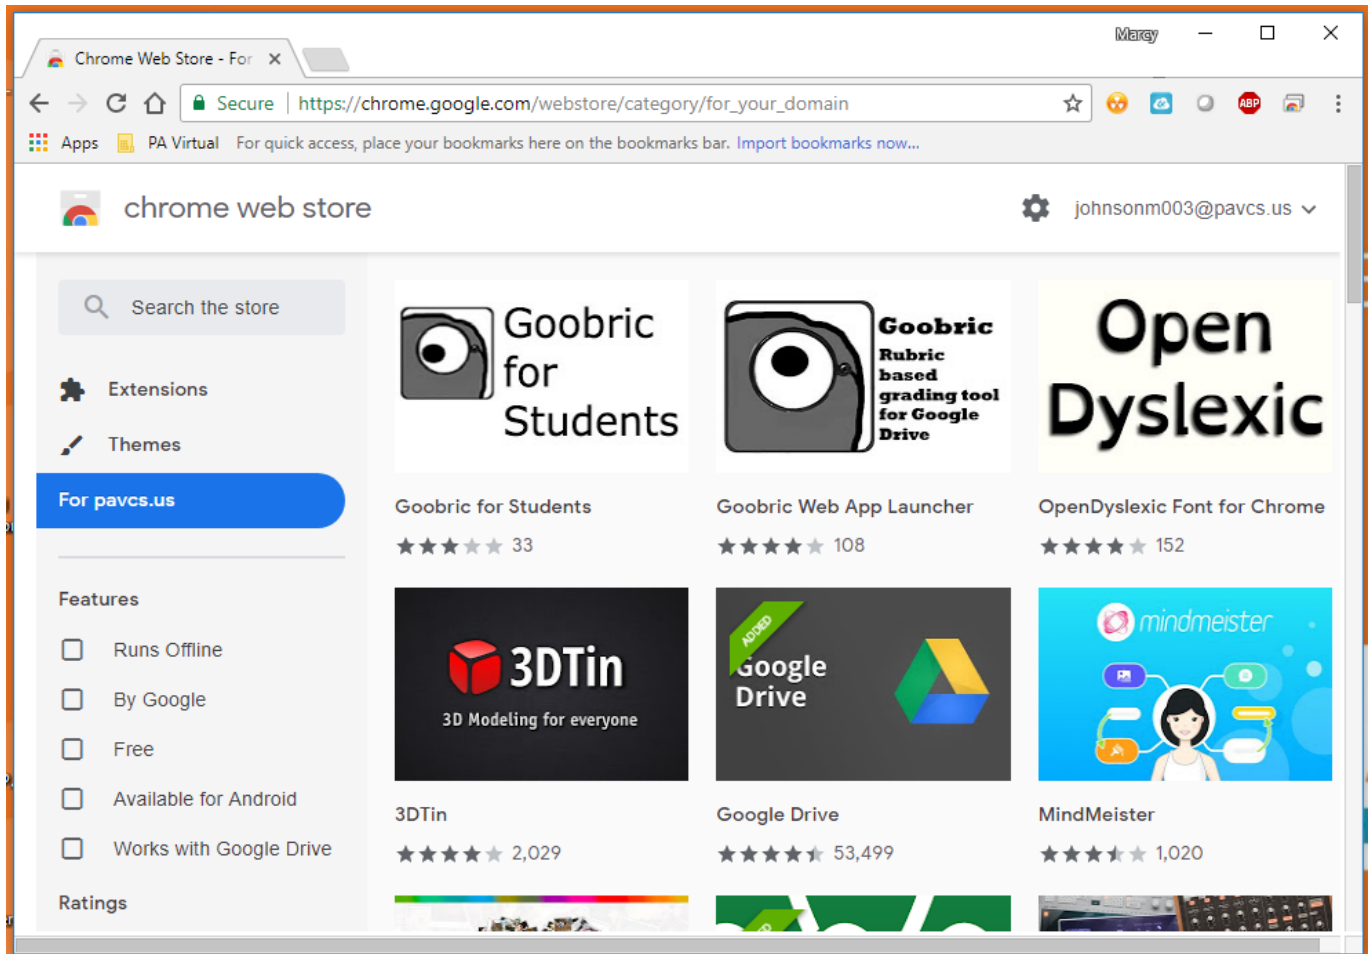 Marcy
Chrome Web Store - For
Secure https://chrome.google.com/webstore/category/for_your_domain
ABP
Apps PA Virtual For quick access, place your bookmarks here on the bookmarks bar. Import bookmarks now...
chrome web store
johnsonm003@pavcs.us
Search the store
Extensions
Themes
For pavcs.us
Features
Runs Offline
By Google
Free
Available for Android
Works with Google Drive
Ratings
Goobric
for
Students
Goobric for Students
33
Goobric
Rubric
based
grading tool
for Google
Drive
Goobric Web App Launcher
108
Open
Dyslexic
OpenDyslexic Font for Chrome
152
3DTin
3D Modeling for everyone
3DTin
2,029
ADDED
Google
Drive
Google Drive
53,499
mindmeister
MindMeister
1,020